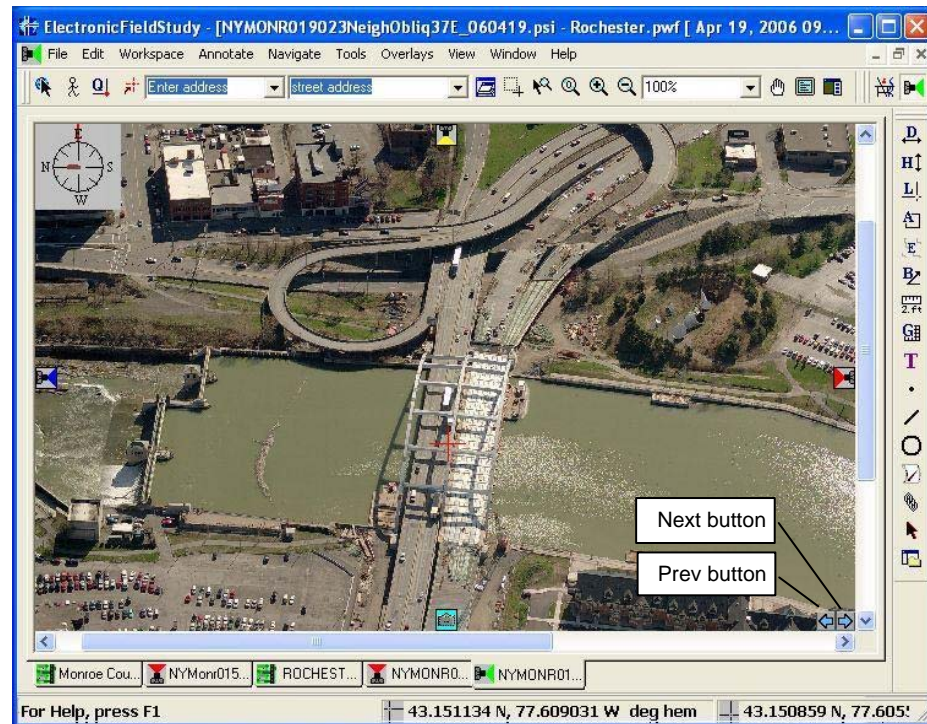 ElectronicFieldStudy - [NYMONR019023NeighObliq37E_060419.psi - Rochester.pwf [ Apr 19, 2006 09...
File Edit Workspace Annotate Navigate Tools Overlays View Window Help
Enter address street address 100%
E
N S
W
D
H
L
A
E
B
2.ft
G
T
Next button
Prev button
Monroe Cou... NYMonr015... ROCHEST... NYMONR0... NYMONR01...
For Help, press F1 43.151134 N, 77.609031 W deg hem 43.150859 N, 77.605